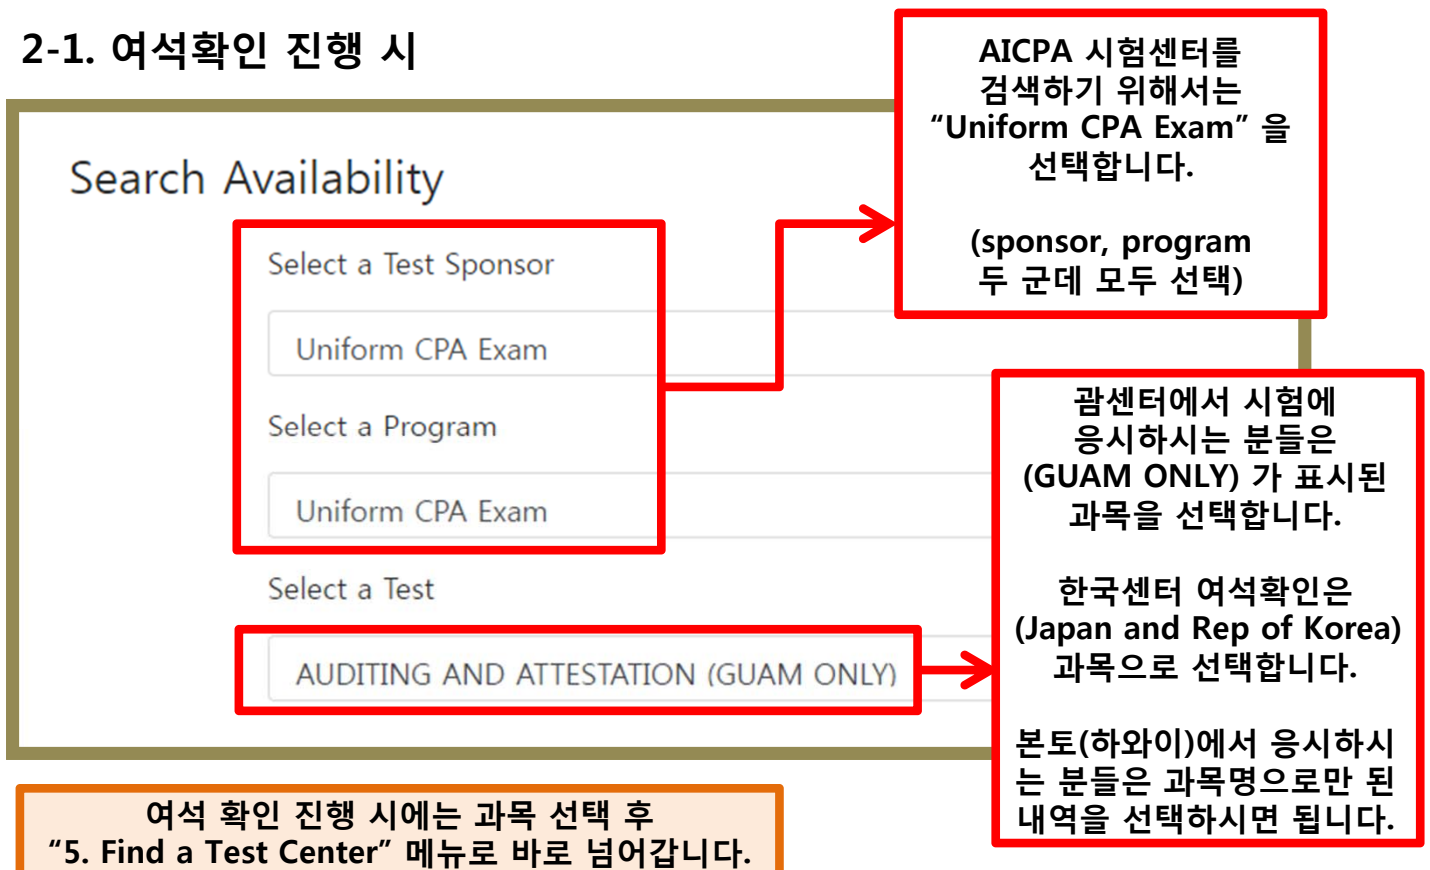 2-1. 여석확인 진행 시
AICPA 시험센터를
검색하기 위해서는
“Uniform CPA Exam” 을
선택합니다.
(sponsor, program
두 군데 모두 선택)
Search Availability
Select a Test Sponsor
Uniform CPA Exam
Select a Program
Uniform CPA Exam
Select a Test
AUDITING AND ATTESTATION (GUAM ONLY)
괌센터에서 시험에
응시하시는 분들은
(GUAM ONLY) 가 표시된
과목을 선택합니다.
한국센터 여석확인은
(Japan and Rep of Korea)
과목으로 선택합니다.
본토(하와이)에서 응시하시
는 분들은 과목명으로만 된
내역을 선택하시면 됩니다.
여석 확인 진행 시에는 과목 선택 후
“5. Find a Test Center” 메뉴로 바로 넘어갑니다.